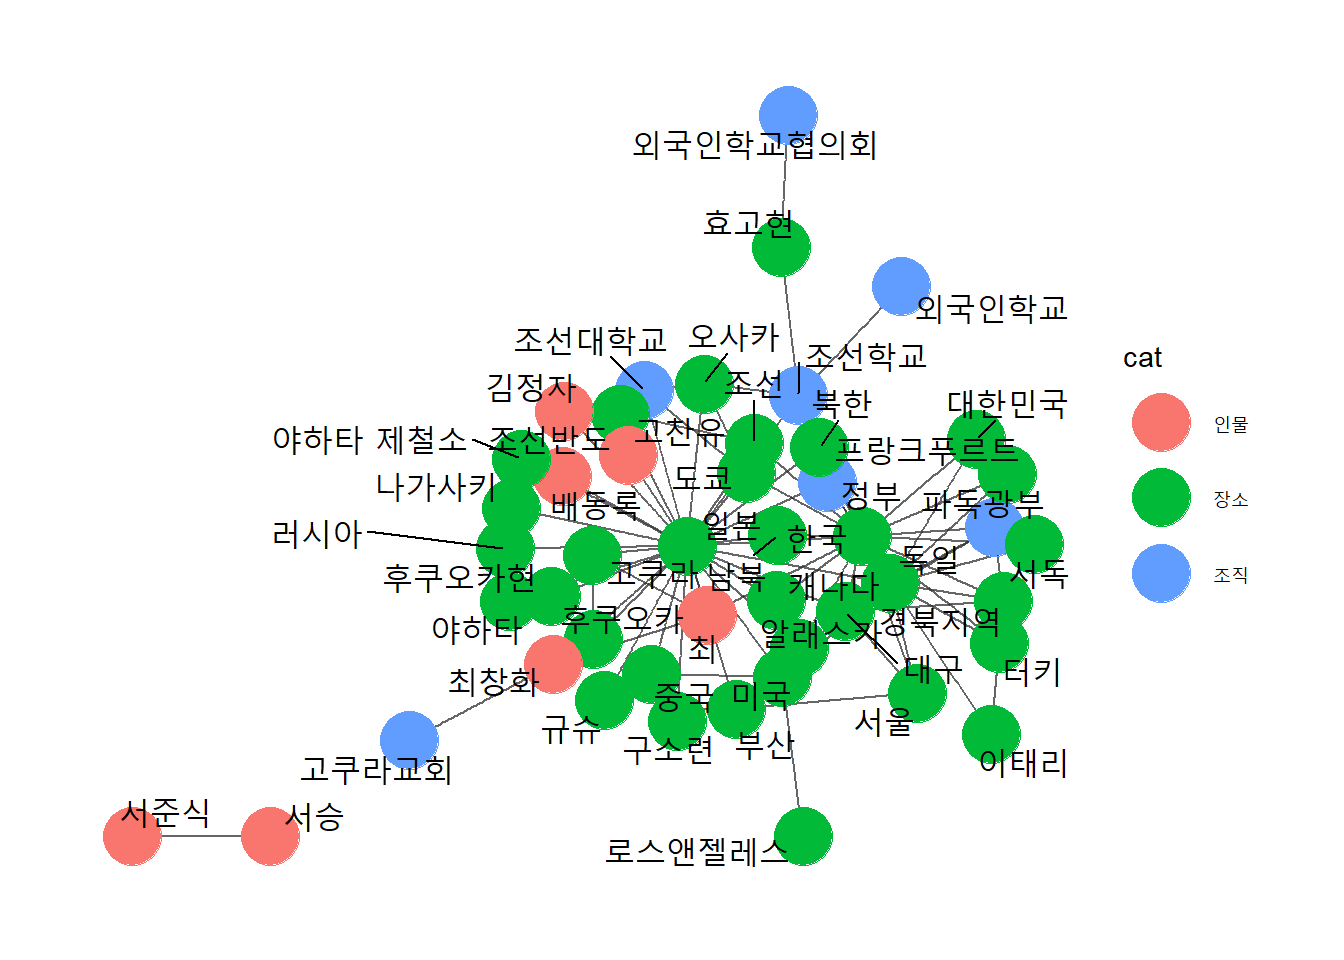 외국인학교협의회
효고현
외국인학교
조선대학교
오사카
조선학교
김정자
조선
북한
대한민국
야하타 제철소
조선반도
고찬유
프랑크푸르트
나가사키
도쿄
배동록
정부
파독광부
러시아
일본
한국
독일
서독
후쿠오카현
고쿠라
남북
캐나다
야하타
후쿠오카
최
알래스카
경북지역
최창화
중국
미국
대구
터키
규슈
구소련
부산
서울
이태리
고쿠라교회
서준식
서승
로스앤젤레스
cat
인물
장소
조직